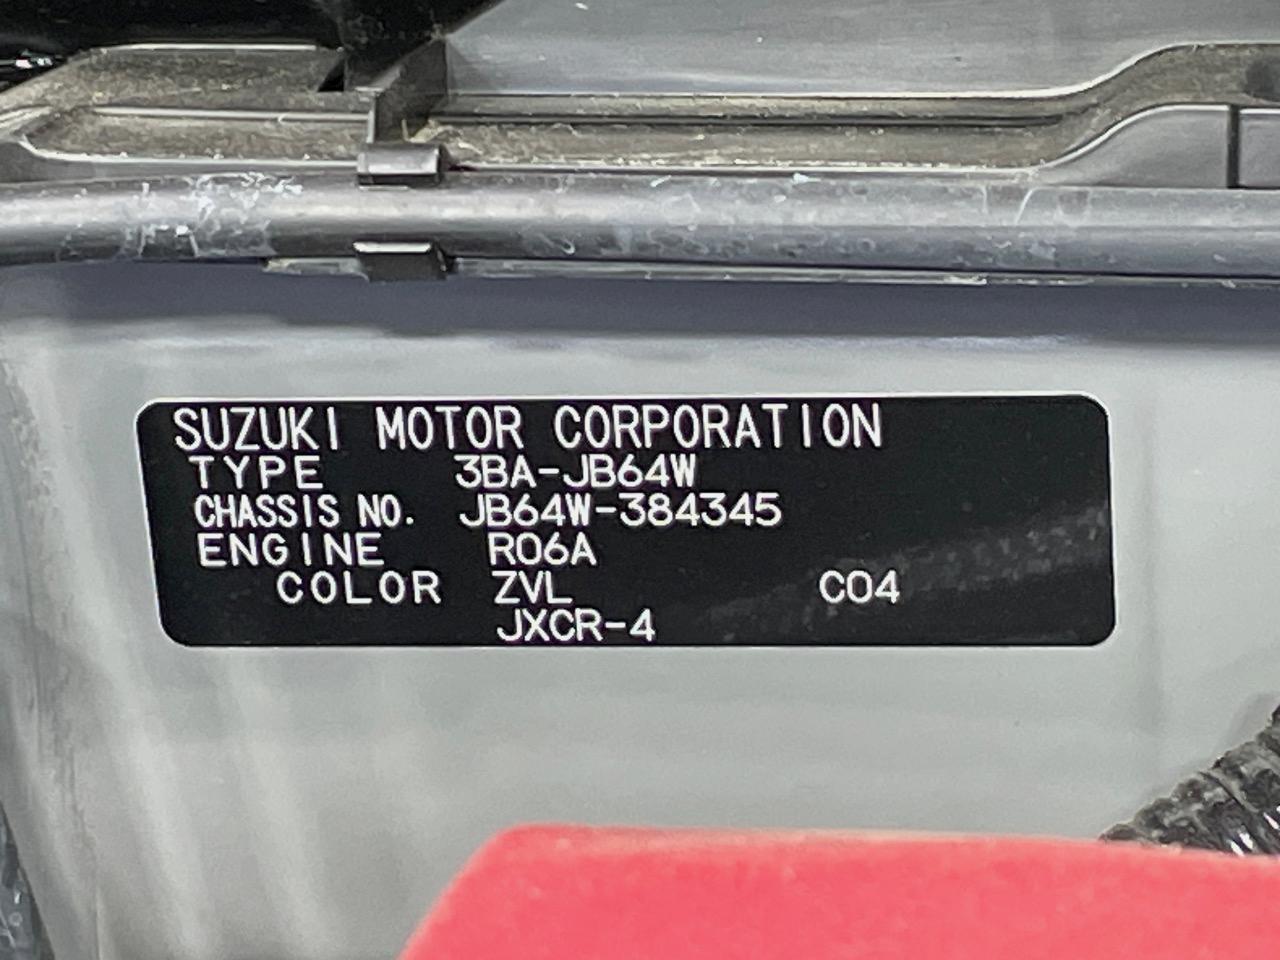 SUZUKI MOTOR CORPORATION
TYPE 3BA-JB64W
CHASSIS NO. JB64W-384345
ENGINE R06A
COLOR ZVL C04
JXCR-4